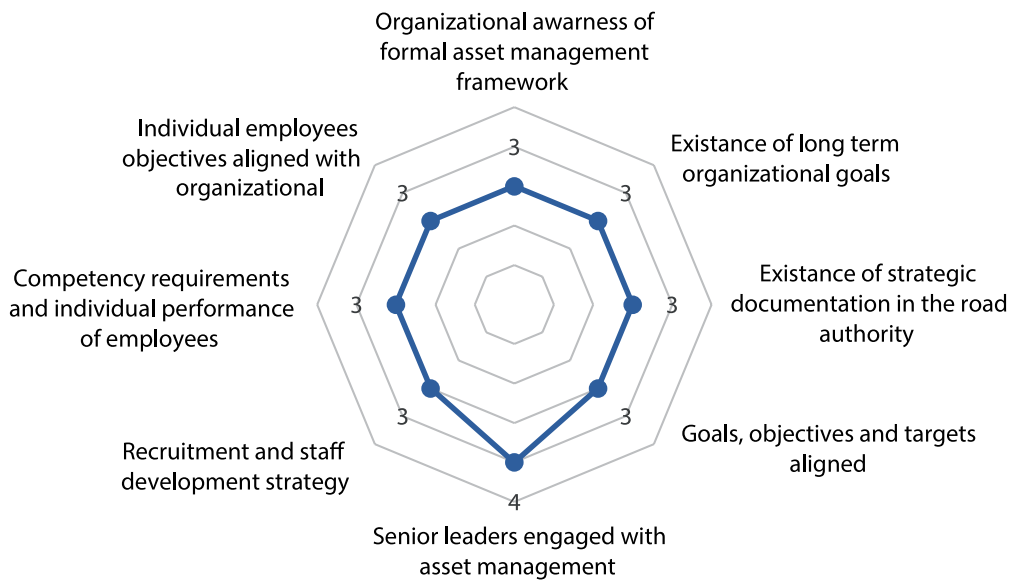 Organizational awarness of
formal asset management
framework
3
Existance of long term
organizational goals
3
Existance of strategic
documentation in the road
authority
3
Goals, objectives and targets
aligned
3
Senior leaders engaged with
asset management
4
Recruitment and staff
development strategy
3
Competency requirements
and individual performance
of employees
3
Individual employees
objectives aligned with
organizational
3